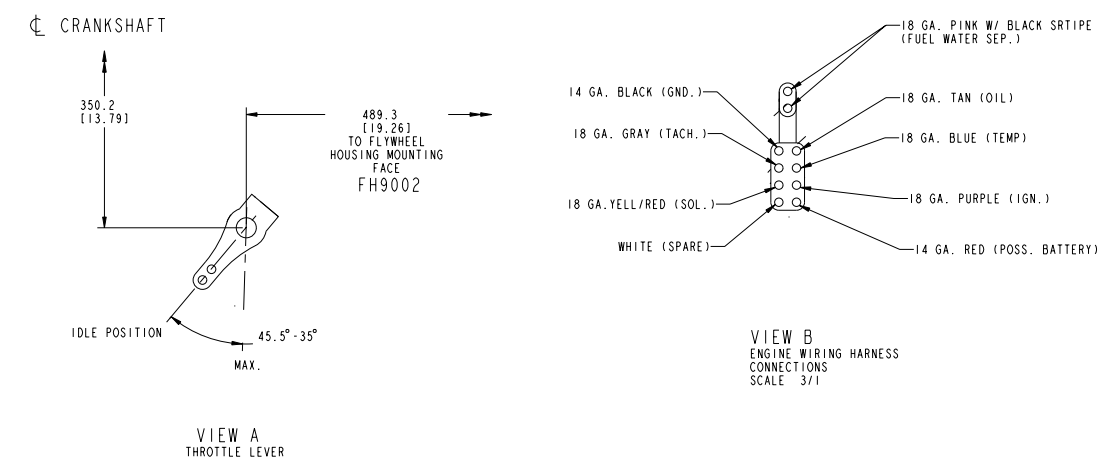 ℄ CRANKSHAFT
350.2
[13.79]
489.3
[19.26]
TO FLYWHEEL
HOUSING MOUNTING
FACE
FH9002
IDLE POSITION
45.5°-35°
MAX.
VIEW A
THROTTLE LEVER
18 GA. PINK W/ BLACK SRTIPE
(FUEL WATER SEP.)
14 GA. BLACK (GND.)
18 GA. TAN (OIL)
18 GA. GRAY (TACH.)
18 GA. BLUE (TEMP)
18 GA.YELL/RED (SOL.)
18 GA. PURPLE (IGN.)
WHITE (SPARE)
14 GA. RED (POSS. BATTERY)
VIEW B
ENGINE WIRING HARNESS
CONNECTIONS
SCALE 3/1